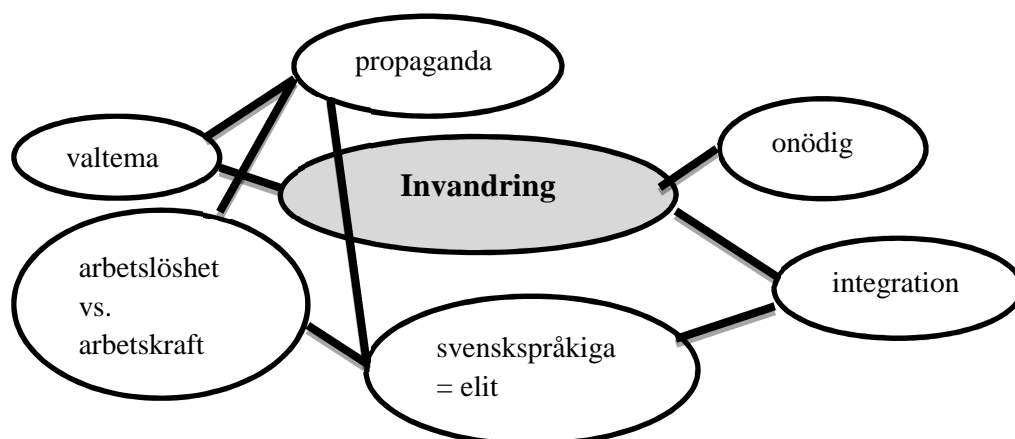 propaganda
valtema
onödig
Invandring
arbetslöshet
vs.
arbetskraft
integration
svenskspråkiga
= elit